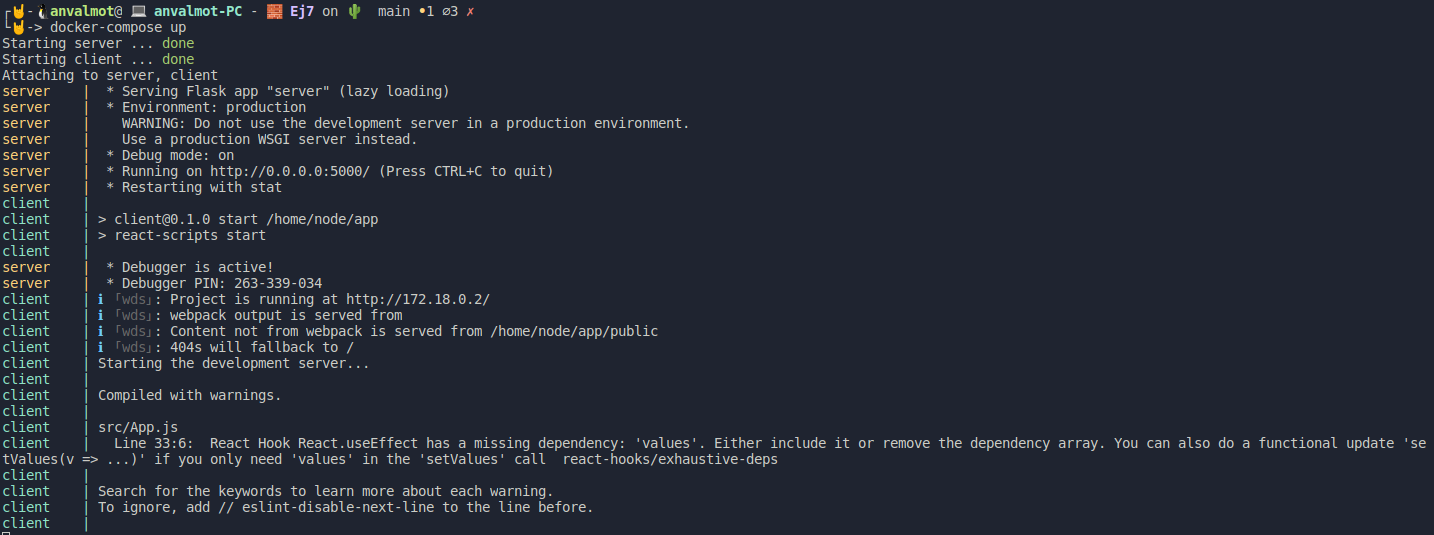 ┌🤘-🐧anvalmot@ 💻 anvalmot-PC - 🧱 Ej7 on 🌵  main •1 ∅3 ✗
└🤘-> docker-compose up
Starting server ... done
Starting client ... done
Attaching to server, client
server    |  * Serving Flask app "server" (lazy loading)
server    |  * Environment: production
server    |    WARNING: Do not use the development server in a production environment.
server    |    Use a production WSGI server instead.
server    |  * Debug mode: on
server    |  * Running on http://0.0.0.0:5000/ (Press CTRL+C to quit)
server    |  * Restarting with stat
client    |
client    | > client@0.1.0 start /home/node/app
client    | > react-scripts start
client    |
server    |  * Debugger is active!
server    |  * Debugger PIN: 263-339-034
client    | ℹ 「wds」: Project is running at http://172.18.0.2/
client    | ℹ 「wds」: webpack output is served from
client    | ℹ 「wds」: Content not from webpack is served from /home/node/app/public
client    | ℹ 「wds」: 404s will fallback to /
client    | Starting the development server...
client    |
client    | Compiled with warnings.
client    |
client    | src/App.js
client    |   Line 33:6:  React Hook React.useEffect has a missing dependency: 'values'. Either include it or remove the dependency array. You can also do a functional update 'se
tValues(v => ...)' if you only need 'values' in the 'setValues' call  react-hooks/exhaustive-deps
client    |
client    | Search for the keywords to learn more about each warning.
client    | To ignore, add // eslint-disable-next-line to the line before.
client    |